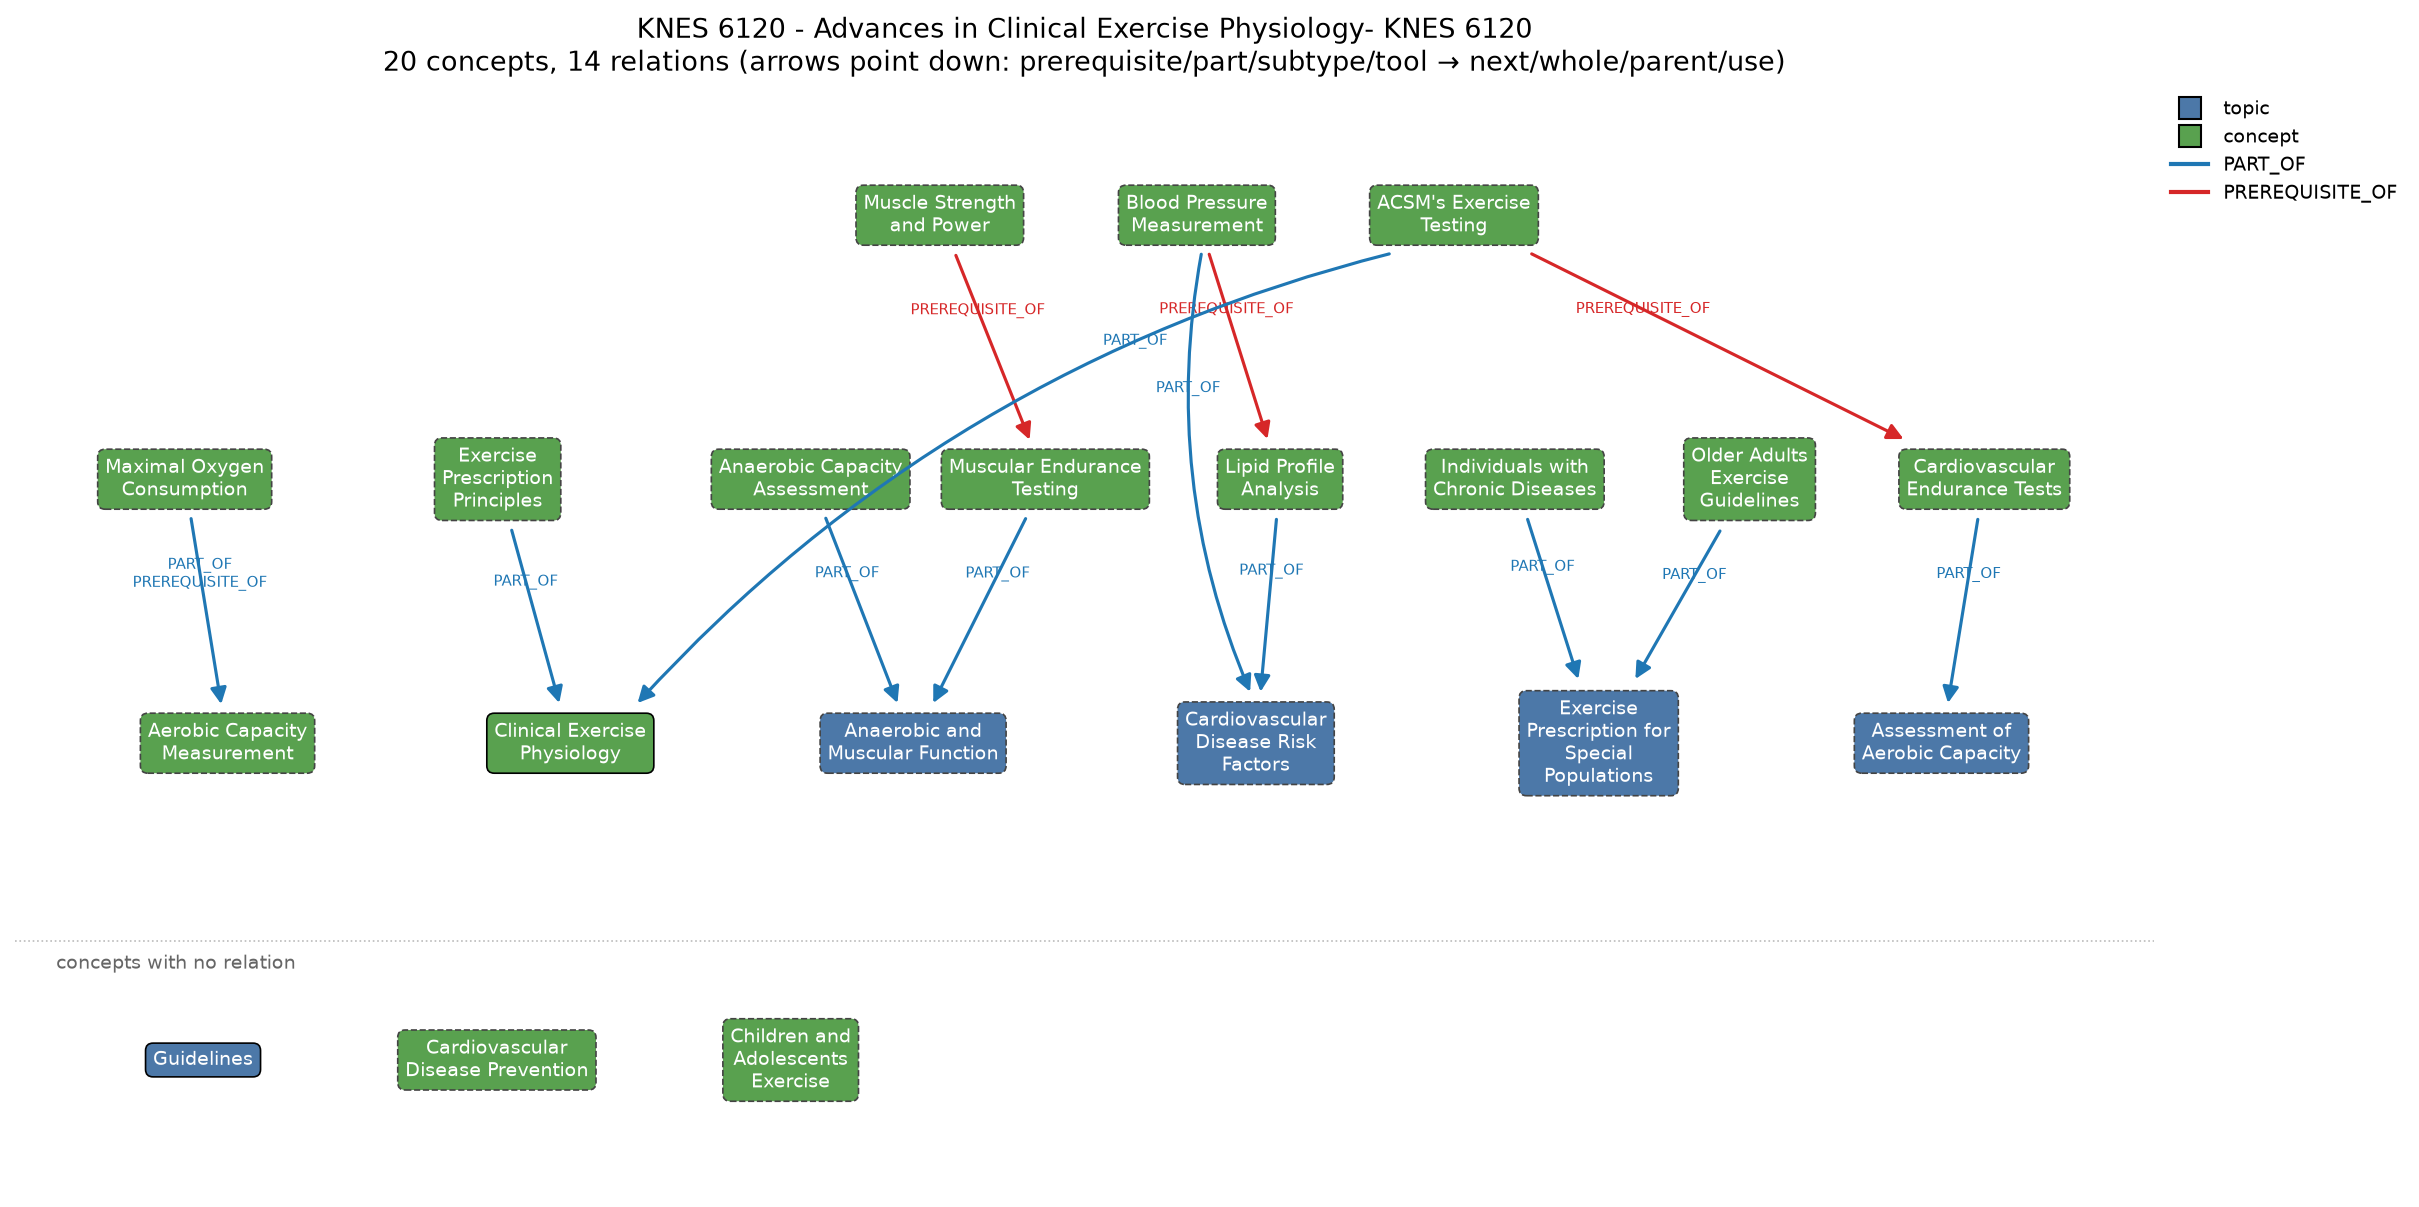 KNES 6120 - Advances in Clinical Exercise Physiology- KNES 6120
20 concepts, 14 relations (arrows point down: prerequisite/part/subtype/tool → next/whole/parent/use)
topic
concept
PART_OF
PREREQUISITE_OF
Muscle Strength
and Power
Blood Pressure
Measurement
ACSM's Exercise
Testing
PREREQUISITE_OF
PREREQUISITE_OF
PREREQUISITE_OF
PART_OF
PART_OF
Maximal Oxygen
Consumption
Exercise
Prescription
Principles
Anaerobic Capacity
Assessment
Muscular Endurance
Testing
Lipid Profile
Analysis
Individuals with
Chronic Diseases
Older Adults
Exercise
Guidelines
Cardiovascular
Endurance Tests
PART_OF
PREREQUISITE_OF
PART_OF
PART_OF
PART_OF
PART_OF
PART_OF
PART_OF
PART_OF
Aerobic Capacity
Measurement
Clinical Exercise
Physiology
Anaerobic and
Muscular Function
Cardiovascular
Disease Risk
Factors
Exercise
Prescription for
Special
Populations
Assessment of
Aerobic Capacity
concepts with no relation
Guidelines
Cardiovascular
Disease Prevention
Children and
Adolescents
Exercise